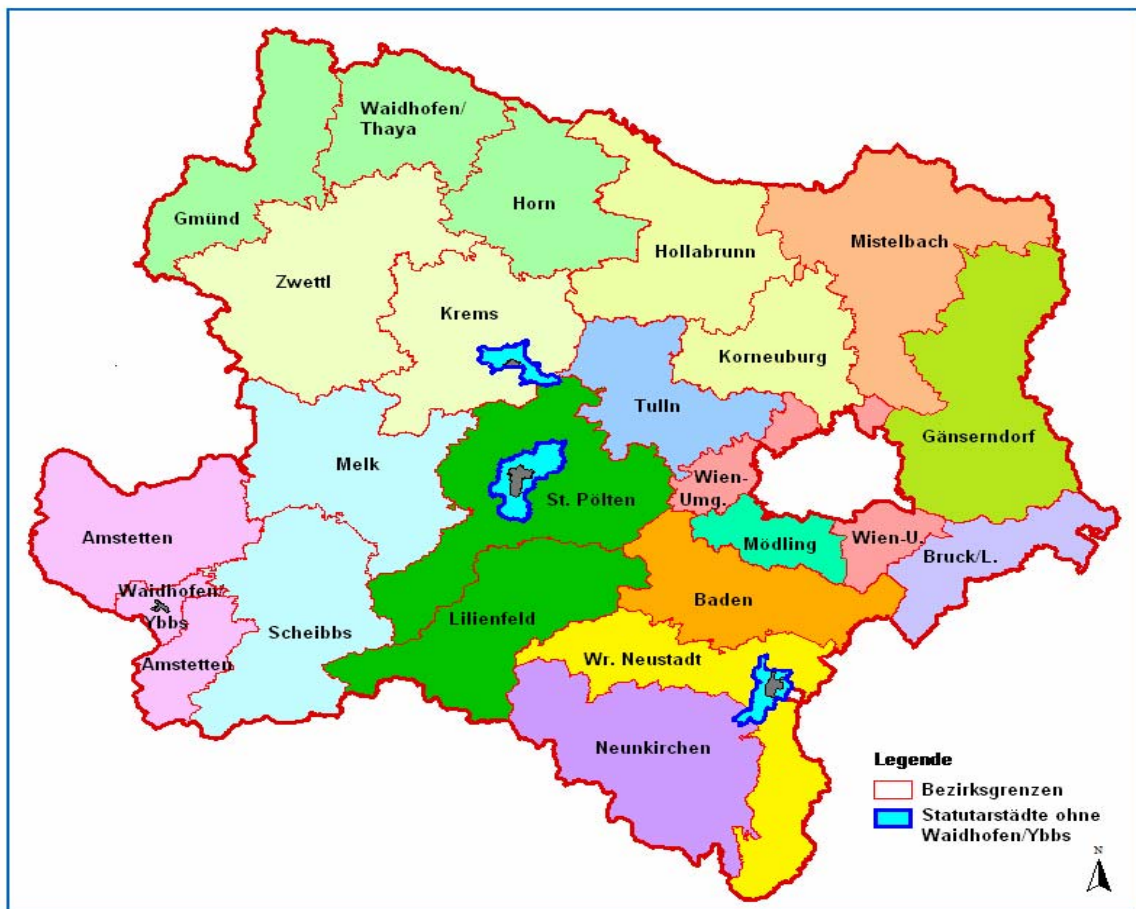 Waidhofen/
Thaya
Gmünd
Horn
Zwettl
Hollabrunn
Mistelbach
Krems
Korneuburg
Tulln
Gänserndorf
Melk
Wien-
Umg.
St. Pölten
Amstetten
Mödling
Wien-U.
Bruck/L.
Waidhofen/
Ybbs
Baden
Scheibbs
Lilienfeld
Amstetten
Wr. Neustadt
Neunkirchen
Legende
Bezirksgrenzen
Statutarstädte ohne
Waidhofen/Ybbs
N